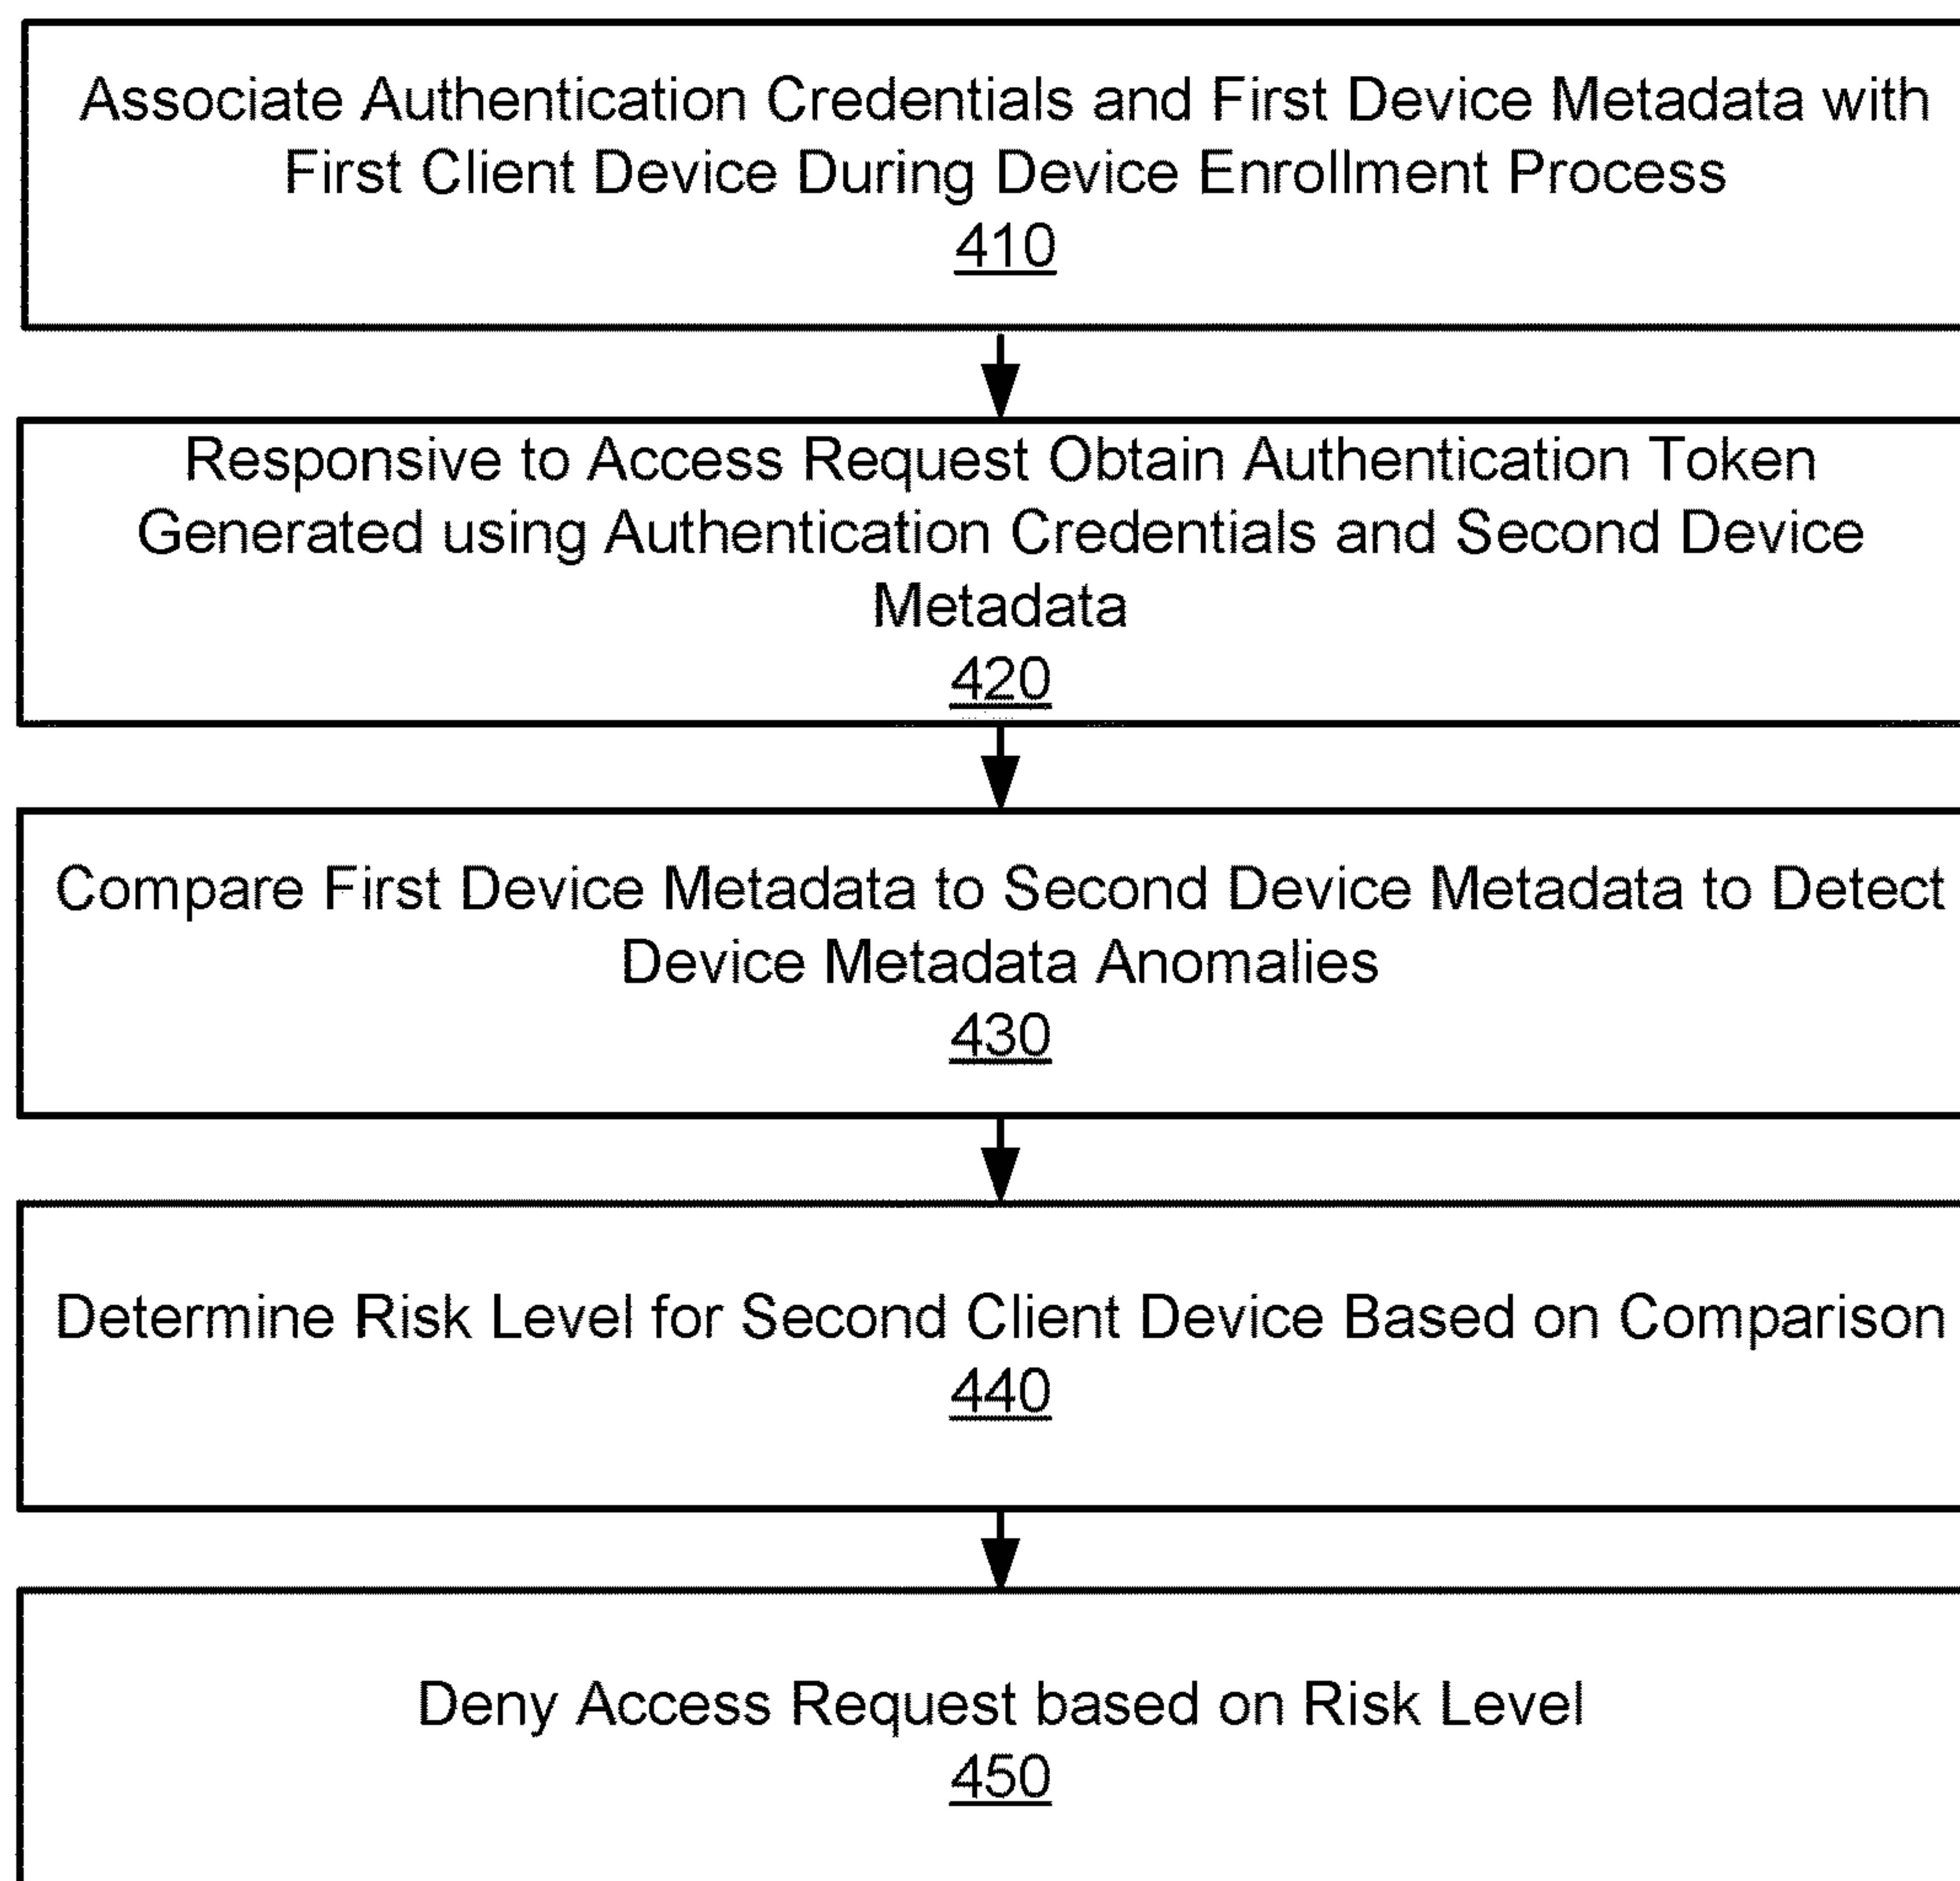 Associate Authentication Credentials and First Device Metadata with
First Client Device During Device Enrollment Process
410
Responsive to Access Request Obtain Authentication Token
Generated using Authentication Credentials and Second Device
Metadata
420
Compare First Device Metadata to Second Device Metadata to Detect
Device Metadata Anomalies
430
Determine Risk Level for Second Client Device Based on Comparison
440
Deny Access Request based on Risk Level
450